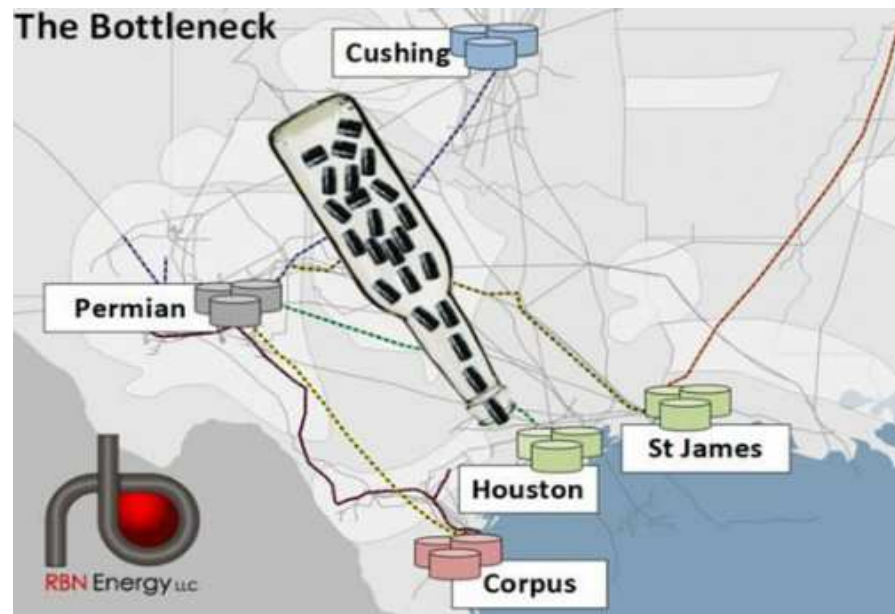 The Bottleneck
Cushing
Permian
St James
Houston
Corpus
RBN Energy LLC